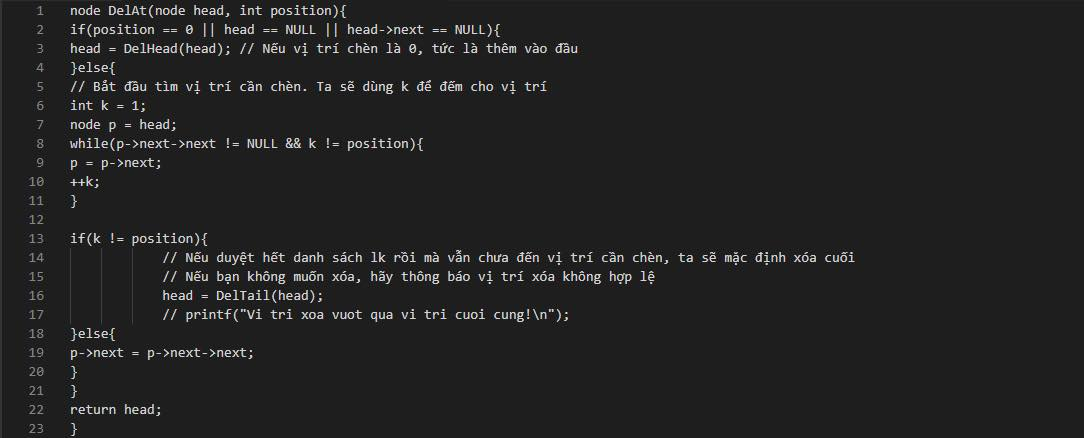 1 node DelAt(node head, int position){
2 if(position == 0 || head == NULL || head->next == NULL){
3 head = DelHead(head); // Nếu vị trí chèn là 0, tức là thêm vào đầu
4 }else{
5 // Bắt đầu tìm vị trí cần chèn. Ta sẽ dùng k để đếm cho vị trí
6 int k = 1;
7 node p = head;
8 while(p->next->next != NULL && k != position){
9 p = p->next;
10 ++k;
11 }
12
13 if(k != position){
14 // Nếu duyệt hết danh sách lk rồi mà vẫn chưa đến vị trí cần chèn, ta sẽ mặc định xóa cuối
15 // Nếu bạn không muốn xóa, hãy thông báo vị trí xóa không hợp lệ
16 head = DelTail(head);
17 // printf("Vi tri xoa vuot qua vi tri cuoi cung!\n");
18 }else{
19 p->next = p->next->next;
20 }
21 }
22 return head;
23 }